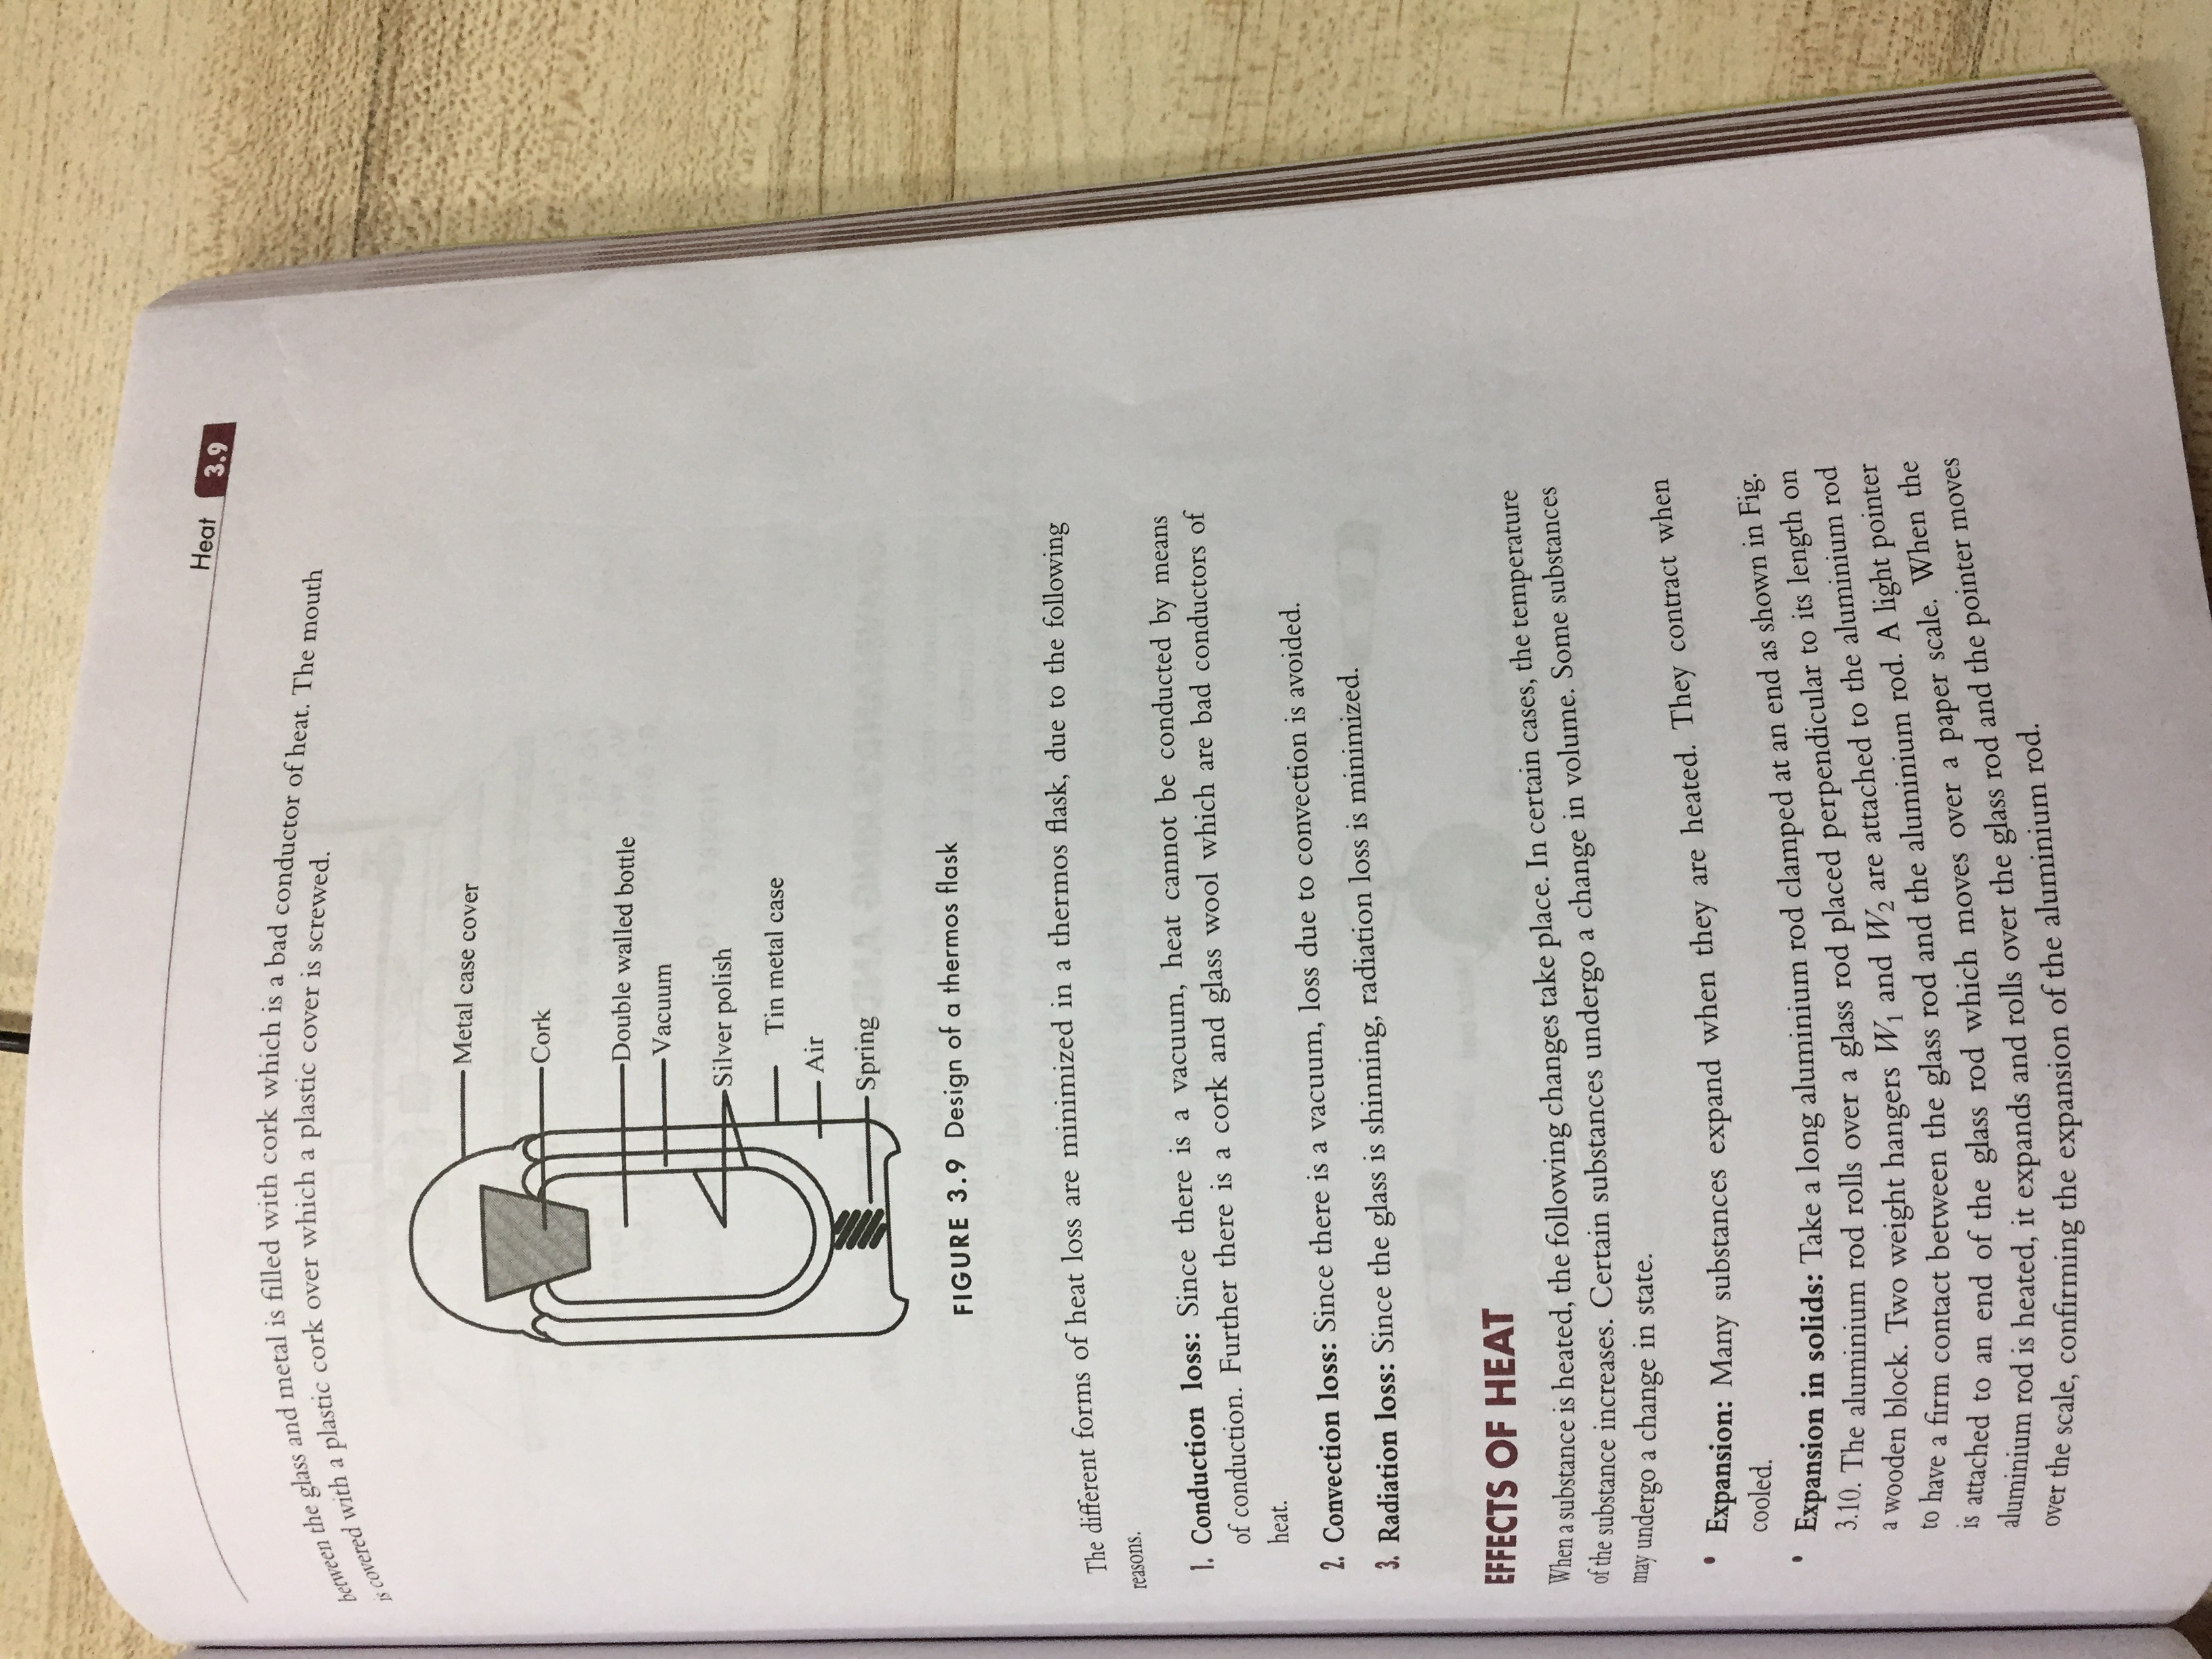 Heat 3.9
between the glass and metal is filled with cork which is a bad conductor of heat. The mouth
is covered with a plastic cork over which a plastic cover is screwed.
Metal case cover
Cork
Double walled bottle
Vacuum
Silver polish
Tin metal case
Air
Spring
FIGURE 3.9 Design of a thermos flask
The different forms of heat loss are minimized in a thermos flask, due to the following
reasons.
1. Conduction loss: Since there is a vacuum, heat cannot be conducted by means
of conduction. Further there is a cork and glass wool which are bad conductors of
heat.
2. Convection loss: Since there is a vacuum, loss due to convection is avoided.
3. Radiation loss: Since the glass is shinning, radiation loss is minimized.
EFFECTS OF HEAT
When a substance is heated, the following changes take place. In certain cases, the temperature
of the substance increases. Certain substances undergo a change in volume. Some substances
may undergo a change in state.
• Expansion: Many substances expand when they are heated. They contract when
cooled.
• Expansion in solids: Take a long aluminium rod clamped at an end as shown in Fig.
3.10. The aluminium rod rolls over a glass rod placed perpendicular to its length on
a wooden block. Two weight hangers W₁ and W₂ are attached to the aluminium rod
to have a firm contact between the glass rod and the aluminium rod. A light pointer
is attached to an end of the glass rod which moves over a paper scale. When the
aluminium rod is heated, it expands and rolls over the glass rod and the pointer moves
over the scale, confirming the expansion of the aluminium rod.